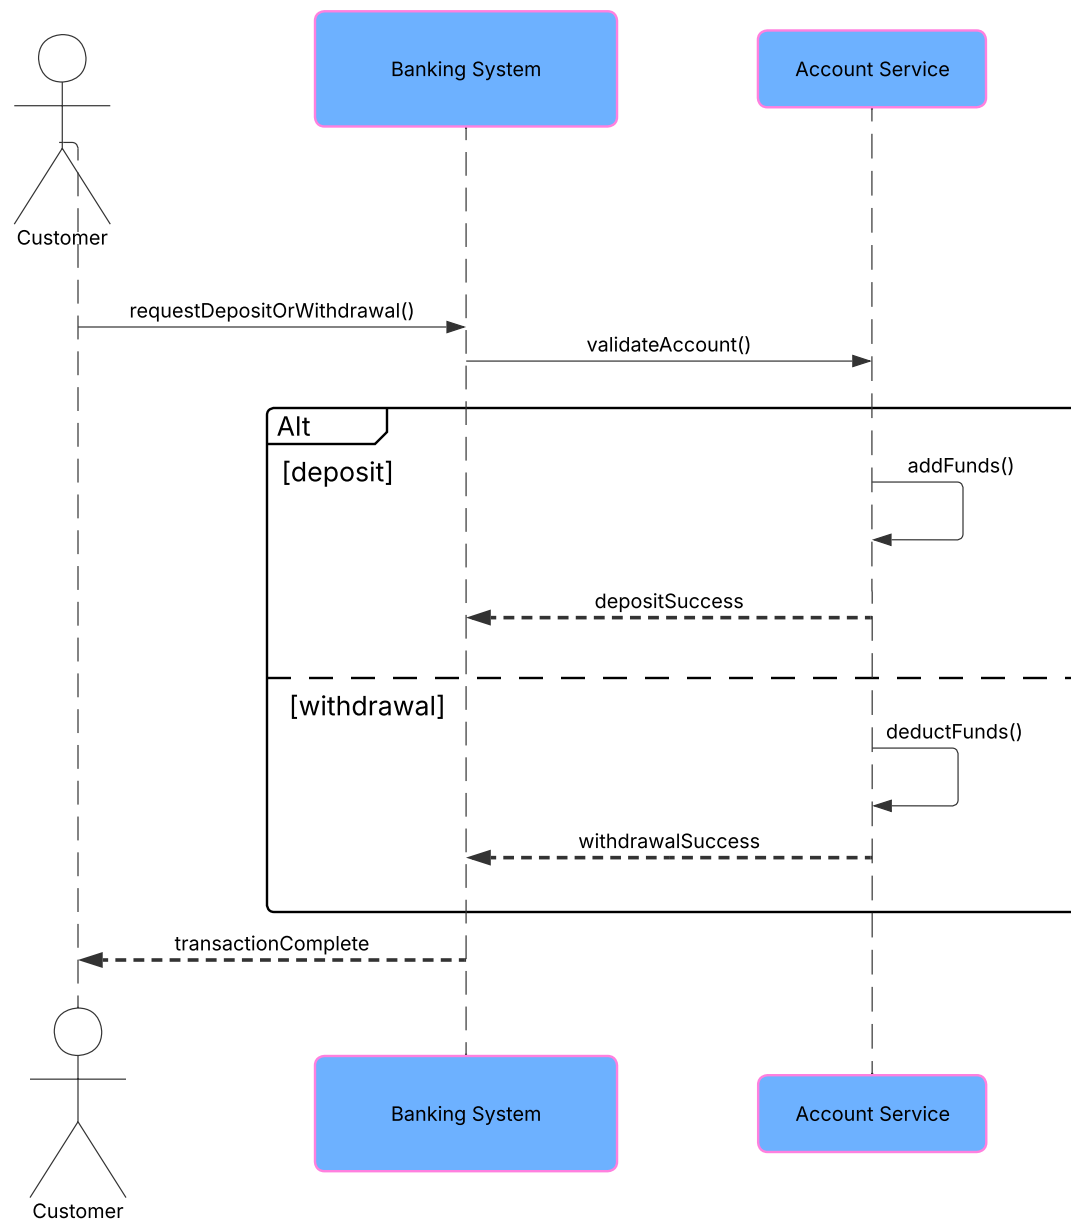 Banking System
Account Service
Customer
requestDepositOrWithdrawal()
validateAccount()
Alt
[deposit]
addFunds()
depositSuccess
[withdrawal]
deductFunds()
withdrawalSuccess
transactionComplete
Banking System
Account Service
Customer